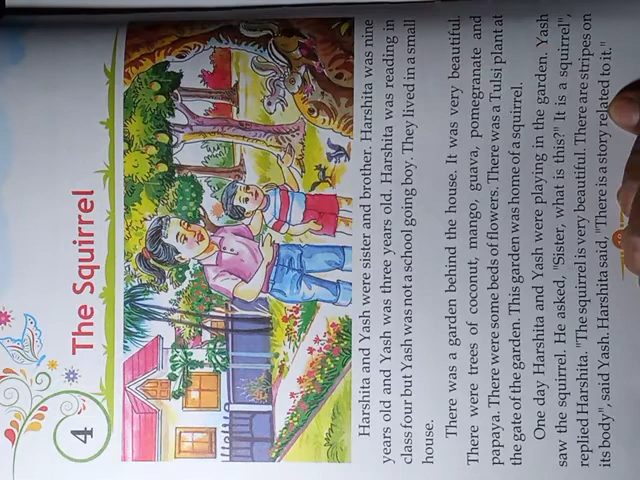 4
The Squirrel
Harshita and Yash were sister and brother. Harshita was nine
years old and Yash was three years old. Harshita was reading in
class four but Yash was not a school going boy. They lived in a small
house.
There was a garden behind the house. It was very beautiful.
There were trees of coconut, mango, guava, pomegranate and
papaya. There were some beds of flowers. There was a Tulsi plant at
the gate of the garden. This garden was home of a squirrel.
One day Harshita and Yash were playing in the garden. Yash
saw the squirrel. He asked, "Sister, what is this?" It is a squirrel",
replied Harshita. "The squirrel is very beautiful. There are stripes on
its body", said Yash. Harshita said, "There is a story related to it."